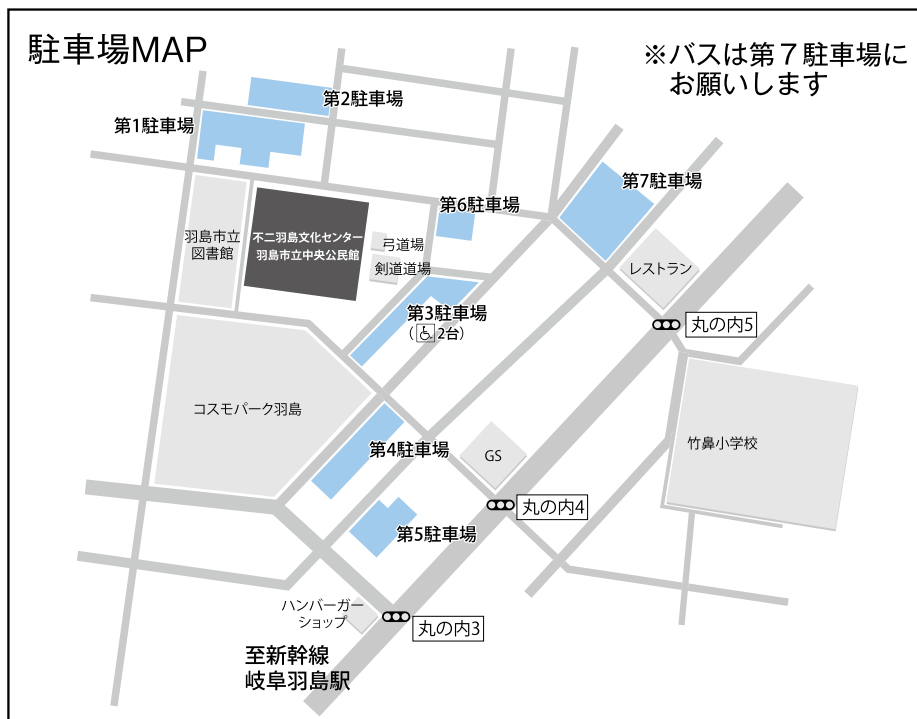 駐車場MAP
※バスは第７駐車場に
お願いします
第2駐車場
第1駐車場
第7駐車場
第6駐車場
羽島市立
図書館
不二羽島文化センター
羽島市立中央公民館
弓道場
剣道道場
レストラン
第3駐車場
（♿2台）
丸の内5
コスモパーク羽島
竹鼻小学校
第4駐車場
GS
丸の内4
第5駐車場
ハンバーガー
ショップ
丸の内3
至新幹線
岐阜羽島駅